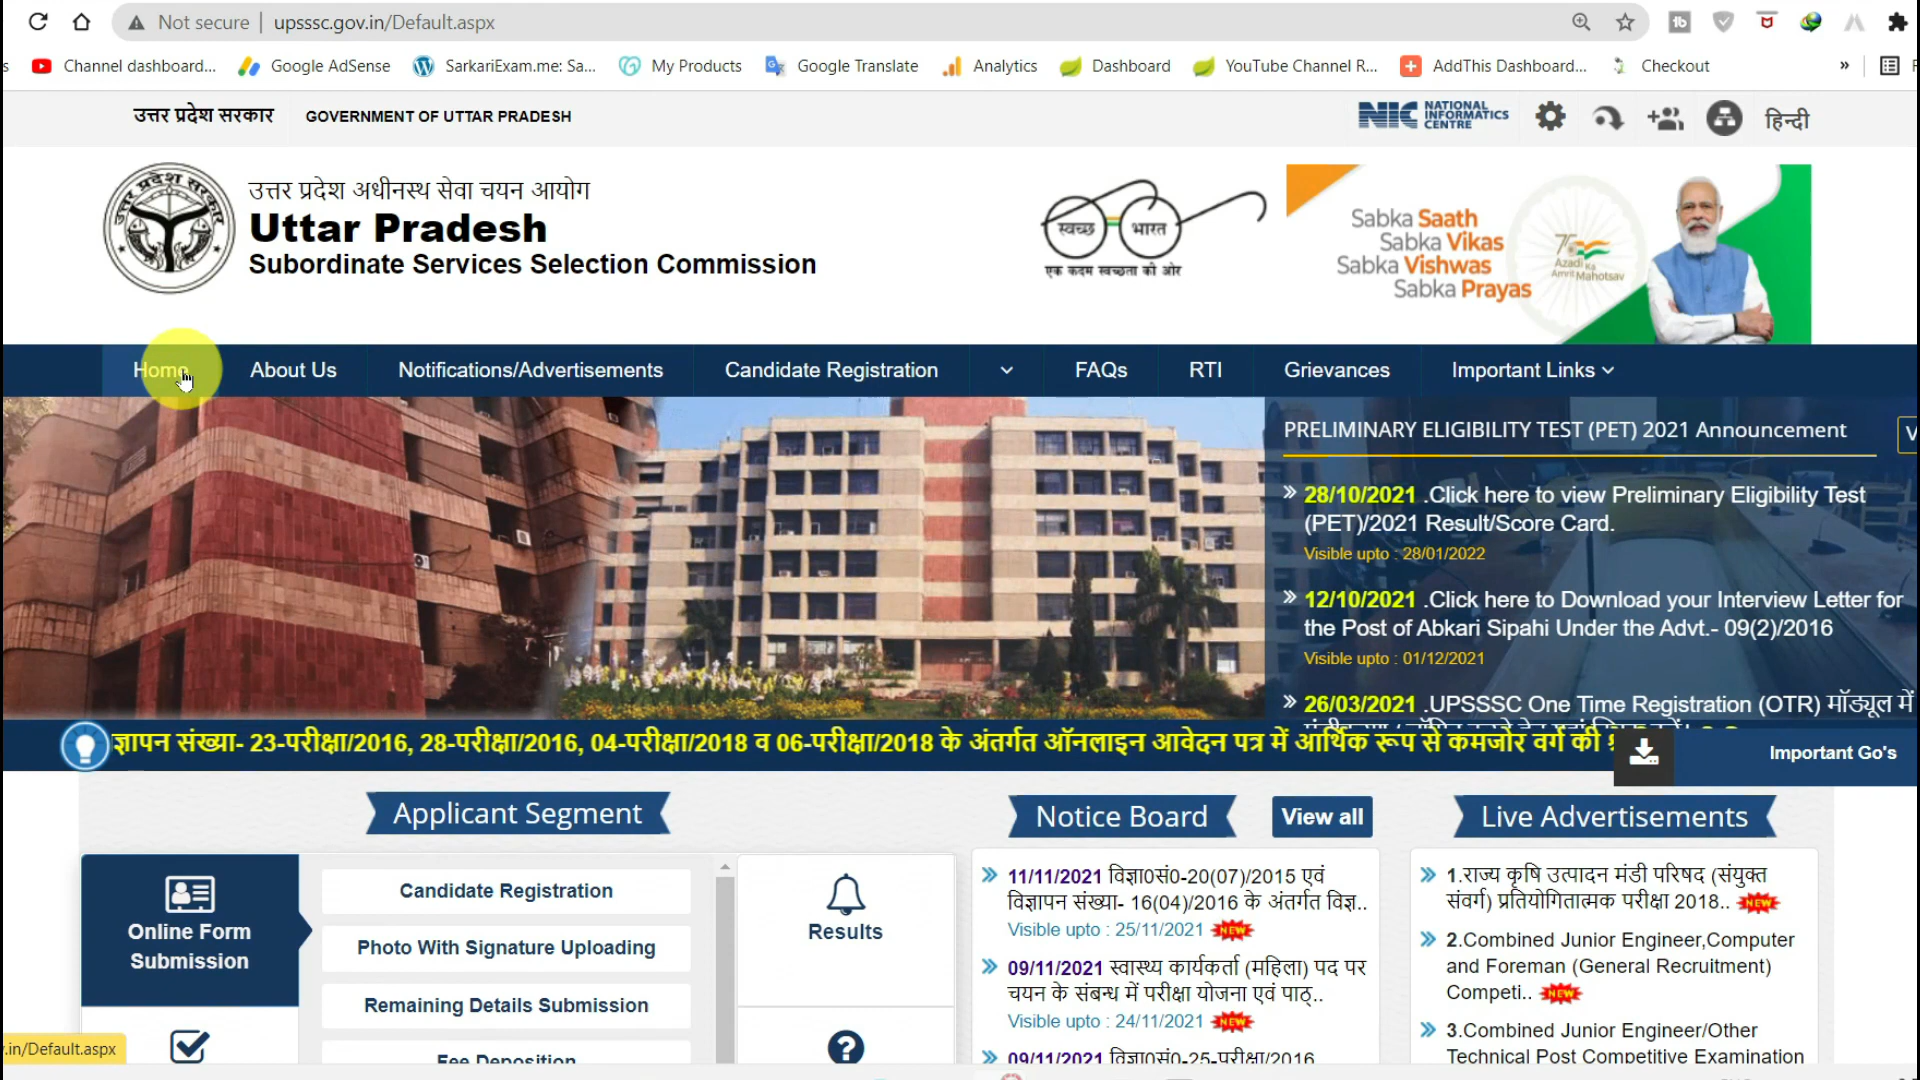 Not secure | upsssc.gov.in/Default.aspx
s Channel dashboard... Google AdSense SarkariExam.me: Sa... My Products Google Translate Analytics Dashboard YouTube Channel R... AddThis Dashboard... Checkout »
उत्तर प्रदेश सरकार GOVERNMENT OF UTTAR PRADESH
NIC NATIONAL INFORMATICS CENTRE हिन्दी
उत्तर प्रदेश अधीनस्थ सेवा चयन आयोग
Uttar Pradesh
Subordinate Services Selection Commission
उत्तर प्रदेश सरकार
स्वच्छ भारत
एक कदम स्वच्छता की ओर
Sabka Saath
Sabka Vikas
Sabka Vishwas
Sabka Prayas
75
Azadi Ka
Amrit Mahotsav
Home About Us Notifications/Advertisements Candidate Registration FAQs RTI Grievances Important Links
PRELIMINARY ELIGIBILITY TEST (PET) 2021 Announcement V
» 28/10/2021 .Click here to view Preliminary Eligibility Test
(PET)/2021 Result/Score Card.
Visible upto : 28/01/2022
» 12/10/2021 .Click here to Download your Interview Letter for
the Post of Abkari Sipahi Under the Advt.- 09(2)/2016
Visible upto : 01/12/2021
» 26/03/2021 .UPSSSC One Time Registration (OTR) मॉड्यूल में
ज्ञापन संख्या- 23-परीक्षा/2016, 28-परीक्षा/2016, 04-परीक्षा/2018 व 06-परीक्षा/2018 के अंतर्गत ऑनलाइन आवेदन पत्र में आर्थिक रूप से कमजोर वर्ग की
Important Go's
Applicant Segment
Online Form
Submission
Candidate Registration
Photo With Signature Uploading
Remaining Details Submission
Fee Deposition
Results
Notice Board View all
» 11/11/2021 विज्ञा0सं0-20(07)/2015 एवं
विज्ञापन संख्या- 16(04)/2016 के अंतर्गत विज्ञ..
Visible upto : 25/11/2021 NEW
» 09/11/2021 स्वास्थ्य कार्यकर्ता (महिला) पद पर
चयन के संबन्ध में परीक्षा योजना एवं पाठ्..
Visible upto : 24/11/2021 NEW
» 09/11/2021 विज्ञा0सं0-25-परीक्षा/2016
Live Advertisements
» 1.राज्य कृषि उत्पादन मंडी परिषद (संयुक्त
संवर्ग) प्रतियोगितात्मक परीक्षा 2018.. NEW
» 2.Combined Junior Engineer,Computer
and Foreman (General Recruitment)
Competi.. NEW
» 3.Combined Junior Engineer/Other
Technical Post Competitive Examination
.in/Default.aspx